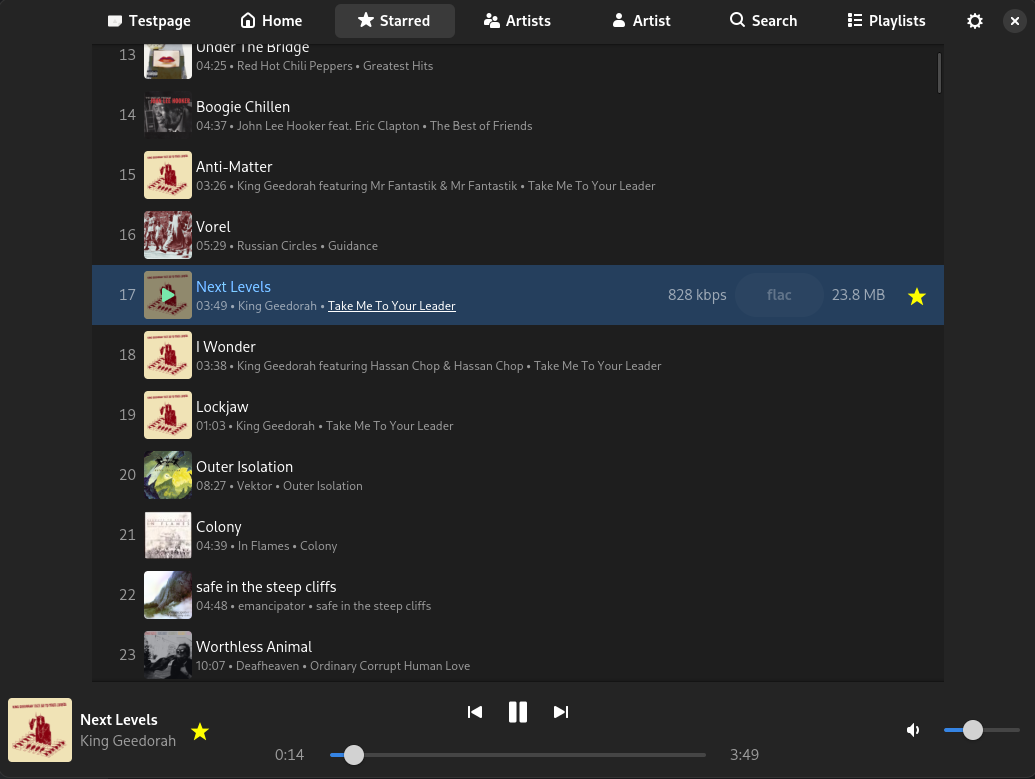 Testpage
Home
Starred
Artists
Artist
Search
Playlists
13
Under The Bridge
04:25 • Red Hot Chili Peppers • Greatest Hits
14
Boogie Chillen
04:37 • John Lee Hooker feat. Eric Clapton • The Best of Friends
15
Anti-Matter
03:26 • King Geedorah featuring Mr Fantastik & Mr Fantastik • Take Me To Your Leader
16
Vorel
05:29 • Russian Circles • Guidance
17
Next Levels
03:49 • King Geedorah • Take Me To Your Leader
828 kbps
flac
23.8 MB
18
I Wonder
03:38 • King Geedorah featuring Hassan Chop & Hassan Chop • Take Me To Your Leader
19
Lockjaw
01:03 • King Geedorah • Take Me To Your Leader
20
Outer Isolation
08:27 • Vektor • Outer Isolation
21
Colony
04:39 • In Flames • Colony
22
safe in the steep cliffs
04:48 • emancipator • safe in the steep cliffs
23
Worthless Animal
10:07 • Deafheaven • Ordinary Corrupt Human Love
Next Levels
King Geedorah
0:14
3:49